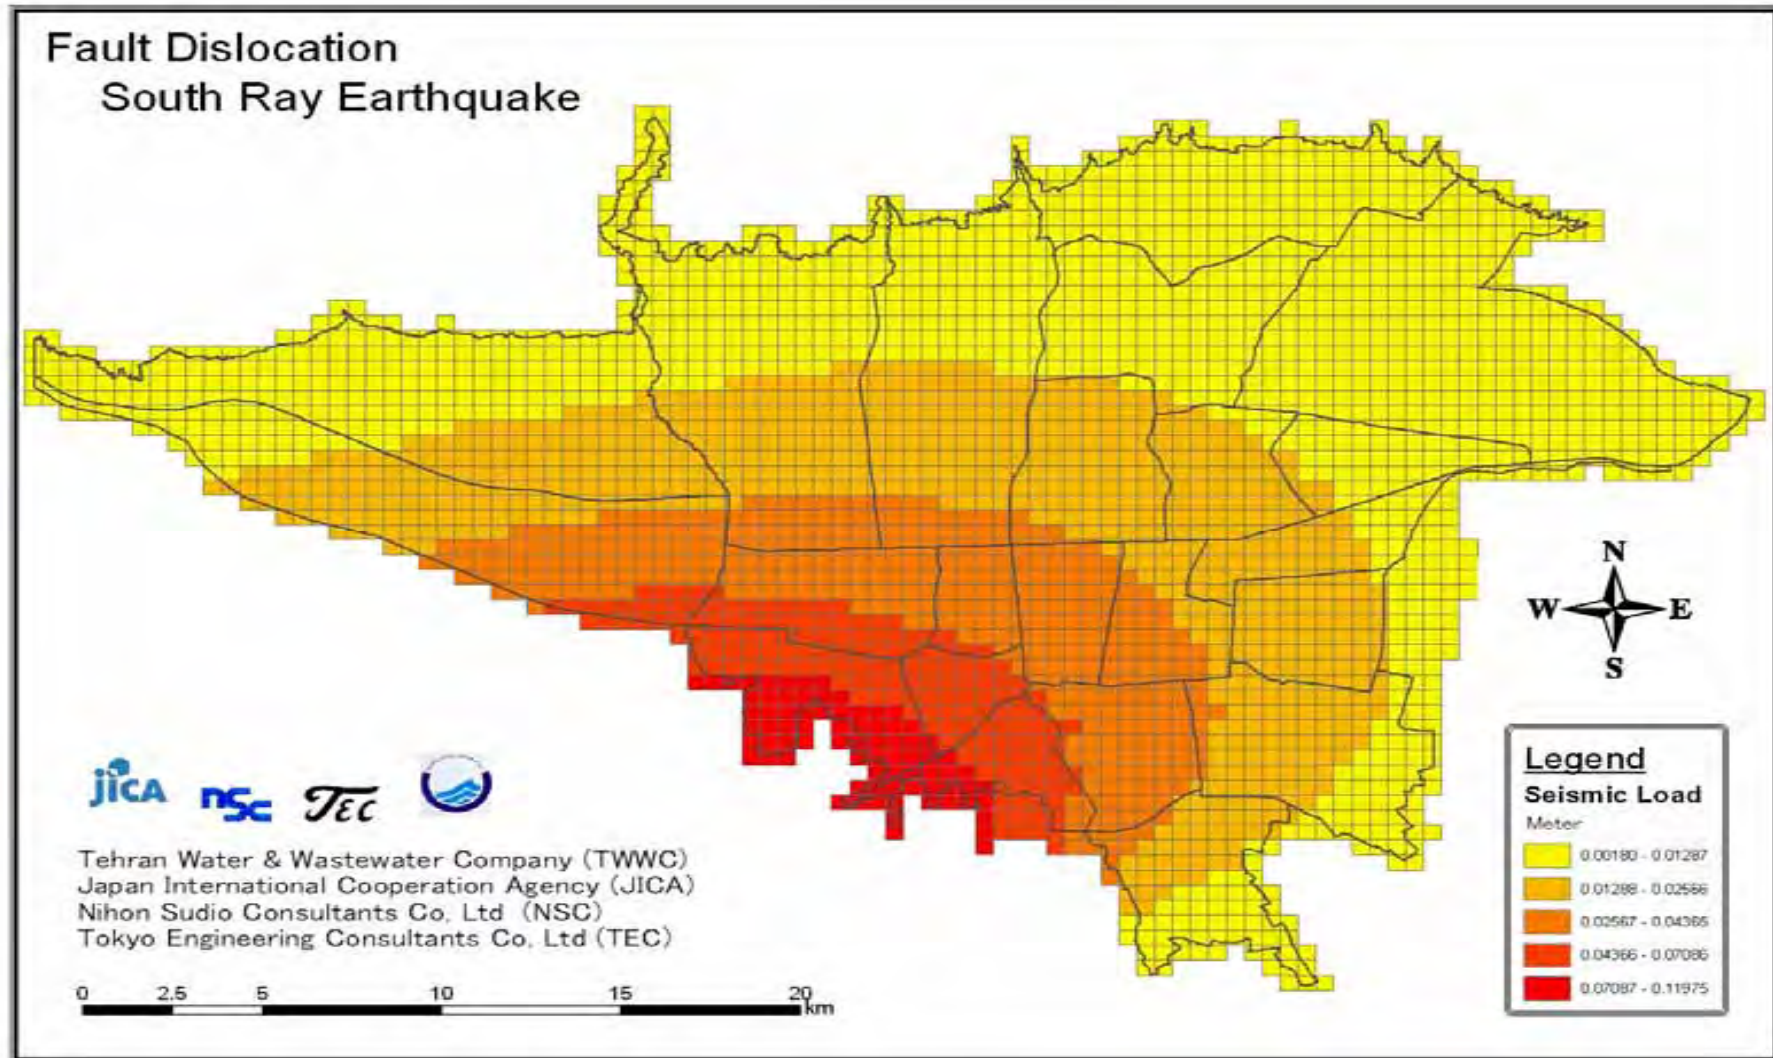 Fault Dislocation
South Ray Earthquake
N
W E
S
Legend
Seismic Load
Meter
0.00180 - 0.01287
0.01288 - 0.02566
0.02567 - 0.04365
0.04366 - 0.07086
0.07087 - 0.11975
jiCA
nsc
TEC
Tehran Water & Wastewater Company (TWWC)
Japan International Cooperation Agency (JICA)
Nihon Sudio Consultants Co, Ltd (NSC)
Tokyo Engineering Consultants Co, Ltd (TEC)
0 2.5 5 10 15 20
km